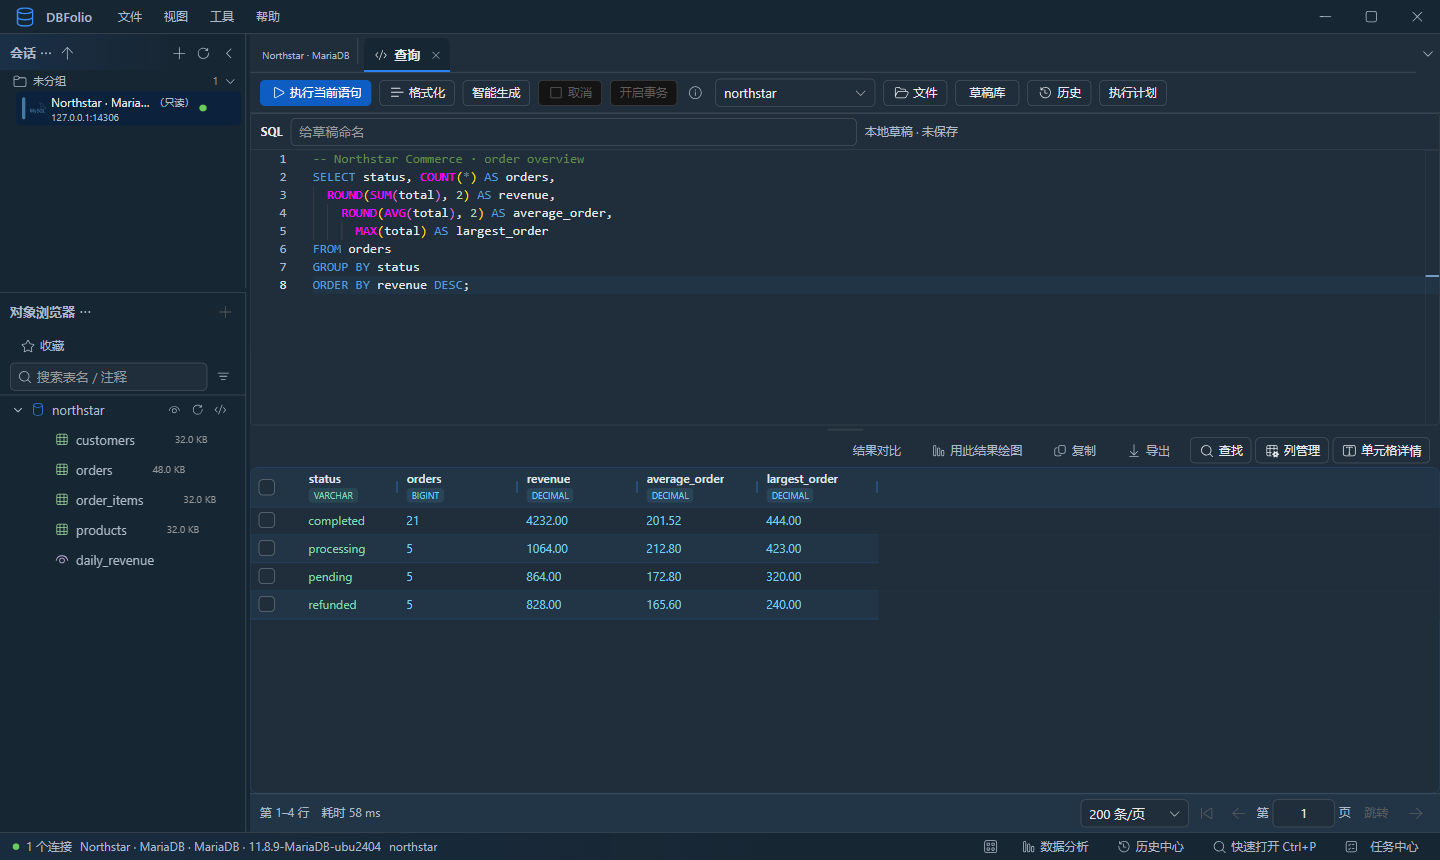 DBFolio 文件 视图 工具 帮助
会话 ···
未分组 1
Northstar · Maria... （只读）
127.0.0.1:14306
对象浏览器 ···
收藏
搜索表名 / 注释
northstar
customers 32.0 KB
orders 48.0 KB
order_items 32.0 KB
products 32.0 KB
daily_revenue
Northstar · MariaDB 查询
执行当前语句 格式化 智能生成 取消 开启事务 northstar 文件 草稿库 历史 执行计划
SQL 给草稿命名 本地草稿 · 未保存
1 -- Northstar Commerce · order overview
2 SELECT status, COUNT(*) AS orders,
3 ROUND(SUM(total), 2) AS revenue,
4 ROUND(AVG(total), 2) AS average_order,
5 MAX(total) AS largest_order
6 FROM orders
7 GROUP BY status
8 ORDER BY revenue DESC;
结果对比 用此结果绘图 复制 导出 查找 列管理 单元格详情
status orders revenue average_order largest_order
VARCHAR BIGINT DECIMAL DECIMAL DECIMAL
completed 21 4232.00 201.52 444.00
processing 5 1064.00 212.80 423.00
pending 5 864.00 172.80 320.00
refunded 5 828.00 165.60 240.00
第 1–4 行 耗时 58 ms 200 条/页 第 1 页 跳转
1 个连接 Northstar · MariaDB · MariaDB · 11.8.9-MariaDB-ubu2404 northstar 数据分析 历史中心 快速打开 Ctrl+P 任务中心